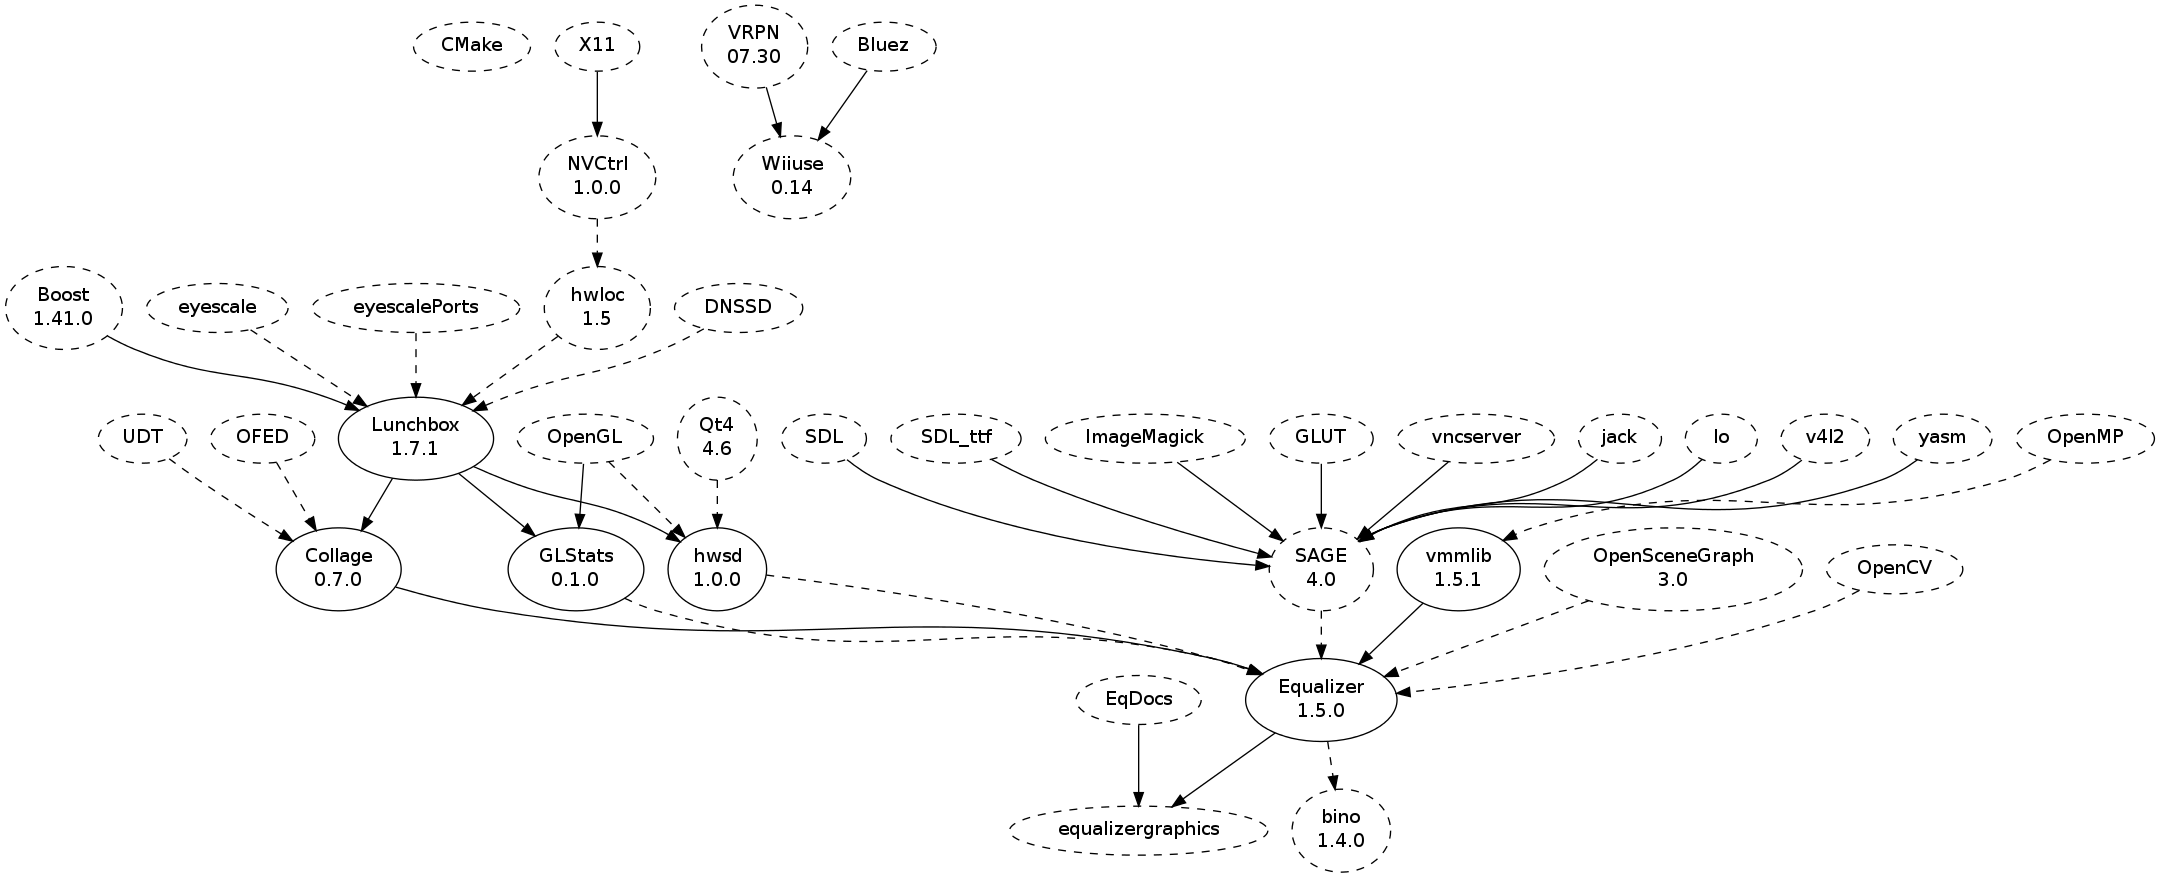 CMake
X11
VRPN
07.30
Bluez
NVCtrl
1.0.0
Wiiuse
0.14
Boost
1.41.0
eyescale
eyescalePorts
hwloc
1.5
DNSSD
UDT
OFED
Lunchbox
1.7.1
OpenGL
Qt4
4.6
SDL
SDL_ttf
ImageMagick
GLUT
vncserver
jack
lo
v4l2
yasm
OpenMP
Collage
0.7.0
GLStats
0.1.0
hwsd
1.0.0
SAGE
4.0
vmmlib
1.5.1
OpenSceneGraph
3.0
OpenCV
EqDocs
Equalizer
1.5.0
equalizergraphics
bino
1.4.0